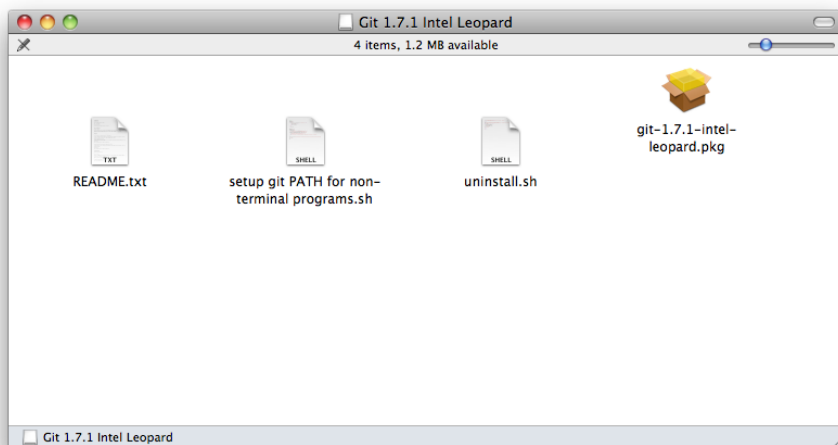 Git 1.7.1 Intel Leopard
4 items, 1.2 MB available
TXT
README.txt
SHELL
setup git PATH for non-
terminal programs.sh
SHELL
uninstall.sh
git-1.7.1-intel-
leopard.pkg
Git 1.7.1 Intel Leopard